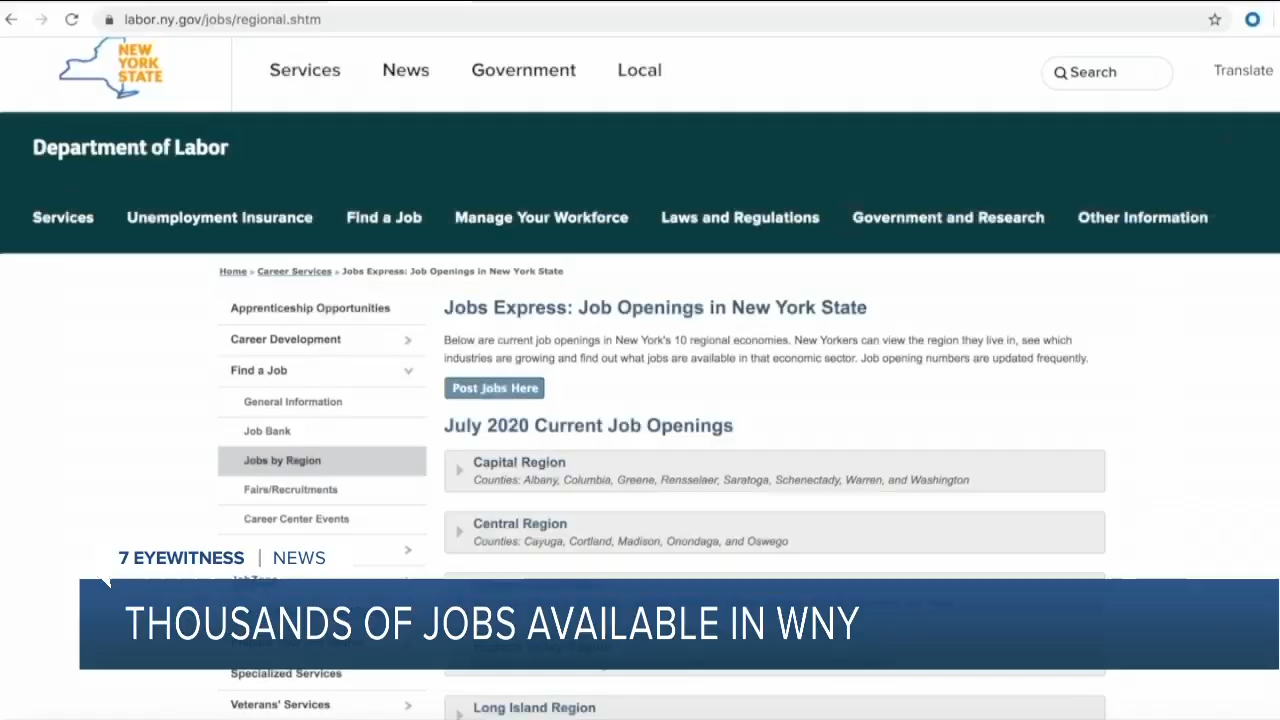 labor.ny.gov/jobs/regional.shtm
NEW
YORK
STATE
Services News Government Local
Search
Translate
Department of Labor
Services Unemployment Insurance Find a Job Manage Your Workforce Laws and Regulations Government and Research Other Information
Home » Career Services » Jobs Express: Job Openings in New York State
Apprenticeship Opportunities
Career Development
Find a Job
General Information
Job Bank
Jobs by Region
Fairs/Recruitments
Career Center Events
Jobs Express: Job Openings in New York State
Below are current job openings in New York's 10 regional economies. New Yorkers can view the region they live in, see which
industries are growing and find out what jobs are available in that economic sector. Job opening numbers are updated frequently.
Post Jobs Here
July 2020 Current Job Openings
Capital Region
Counties: Albany, Columbia, Greene, Rensselaer, Saratoga, Schenectady, Warren, and Washington
Central Region
Counties: Cayuga, Cortland, Madison, Onondaga, and Oswego
7 EYEWITNESS | NEWS
THOUSANDS OF JOBS AVAILABLE IN WNY
Specialized Services
Veterans' Services
Long Island Region